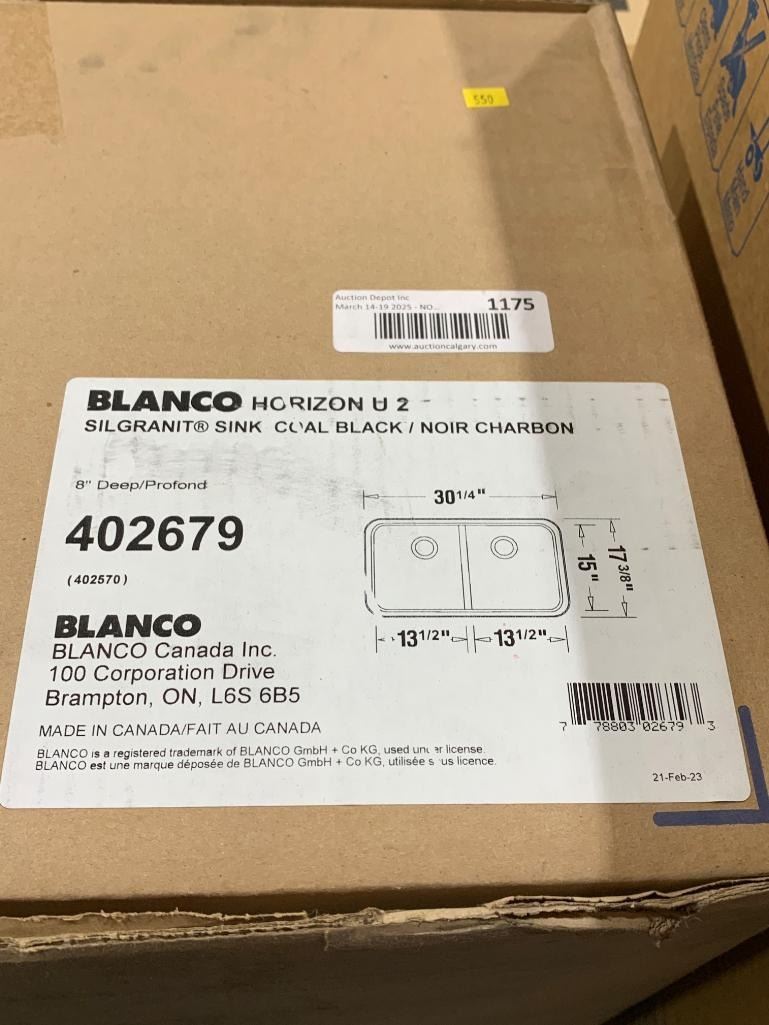 550
Auction Depot Inc
March 14-19 2025 - NO...
1175
www.auctioncalgary.com
BLANCO HORIZON U 2
SILGRANIT® SINK COAL BLACK / NOIR CHARBON
8" Deep/Profond
402679
(402570)
30 1/4"
15"
17 3/8"
13 1/2"
13 1/2"
BLANCO
BLANCO Canada Inc.
100 Corporation Drive
Brampton, ON, L6S 6B5
MADE IN CANADA/FAIT AU CANADA
BLANCO is a registered trademark of BLANCO GmbH + Co KG, used under license.
BLANCO est une marque déposée de BLANCO GmbH + Co KG, utilisée sous licence.
7 78803 02679 3
21-Feb-23